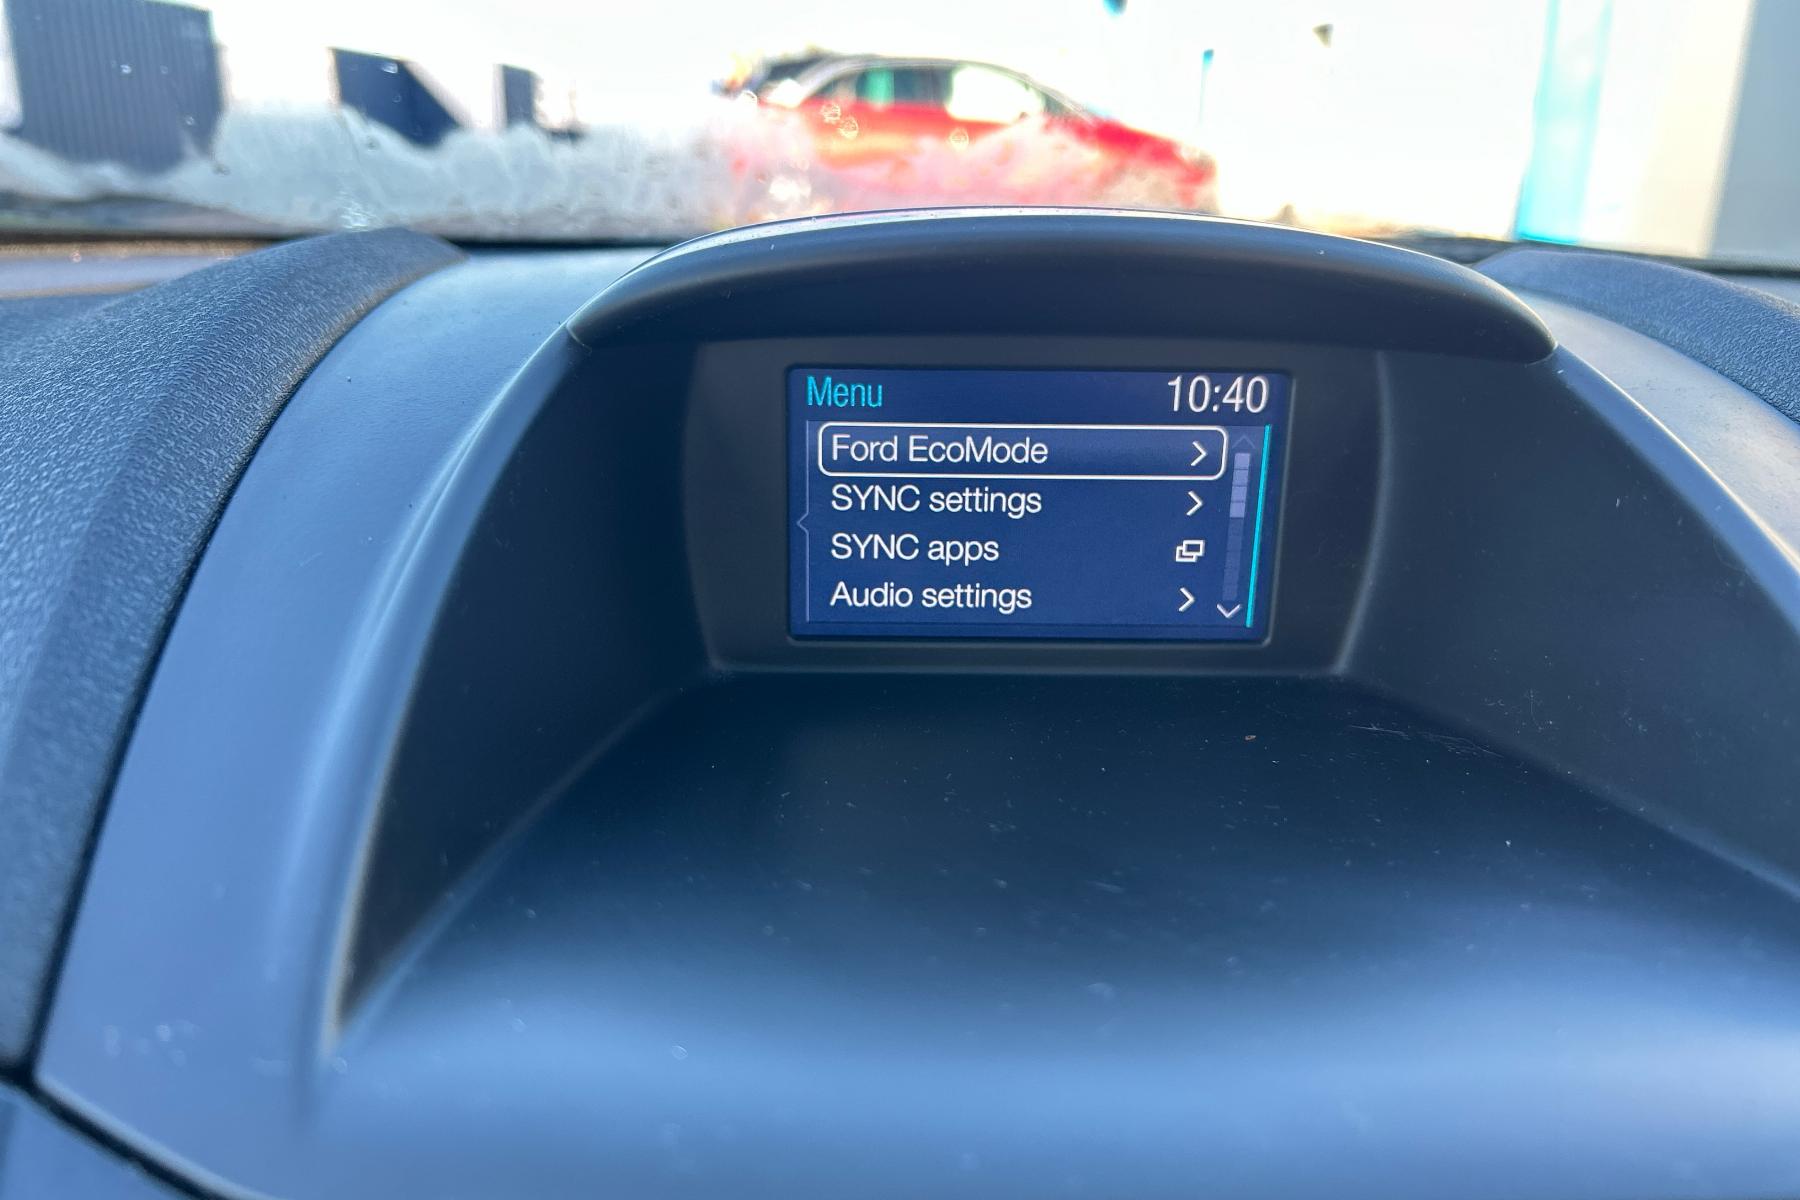 Menu 10:40
Ford EcoMode
SYNC settings
SYNC apps
Audio settings